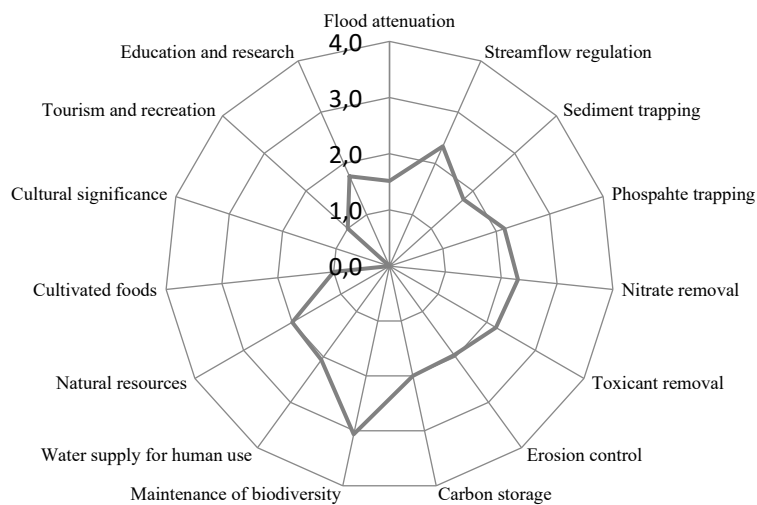 Flood attenuation
Streamflow regulation
Sediment trapping
Phospahte trapping
Nitrate removal
Toxicant removal
Erosion control
Carbon storage
Maintenance of biodiversity
Water supply for human use
Natural resources
Cultivated foods
Cultural significance
Tourism and recreation
Education and research
4,0
3,0
2,0
1,0
0,0